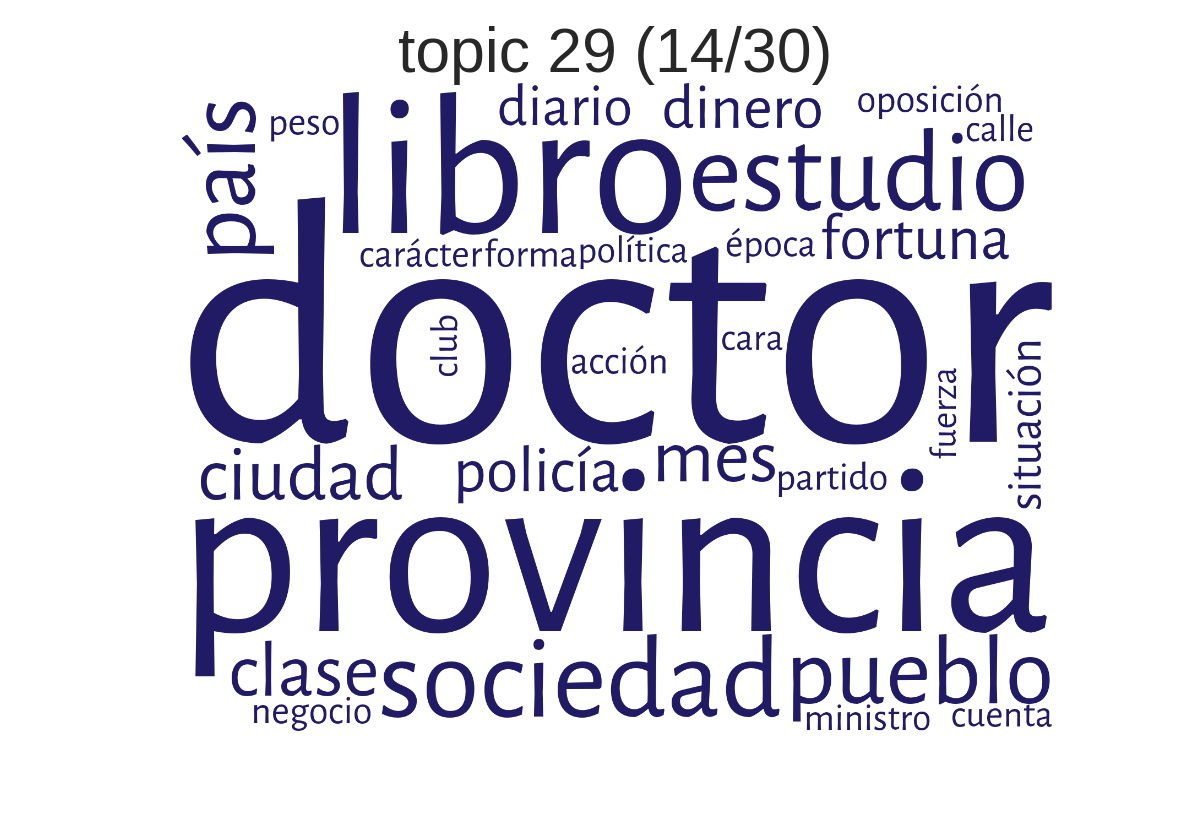 topic 29 (14/30)
país
peso
libro
diario
dinero
oposición
calle
estudio
carácter
forma
política
época
fortuna
doctor
club
acción
cara
fuerza
situación
ciudad
policía
mes
partido
provincia
clase
sociedad
pueblo
negocio
ministro
cuenta